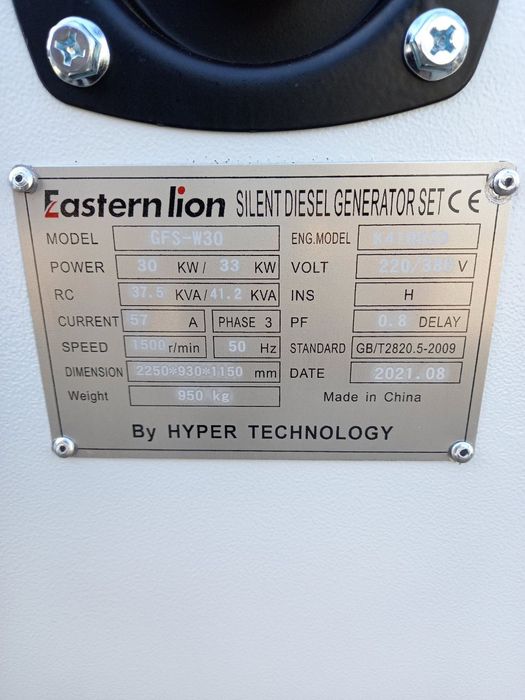 Easternlion SILENT DIESEL GENERATOR SET CE
MODEL GFS-W30 ENG.MODEL
POWER 30 KW/ 33 KW VOLT 220/380 V
RC 37.5 KVA/41.2 KVA INS H
CURRENT 57 A PHASE 3 PF 0.8 DELAY
SPEED 1500 r/min 50 Hz STANDARD GB/T2820.5-2009
DIMENSION 2250*930*1150 mm DATE 2021.08
Weight 950 kg Made in China
By HYPER TECHNOLOGY